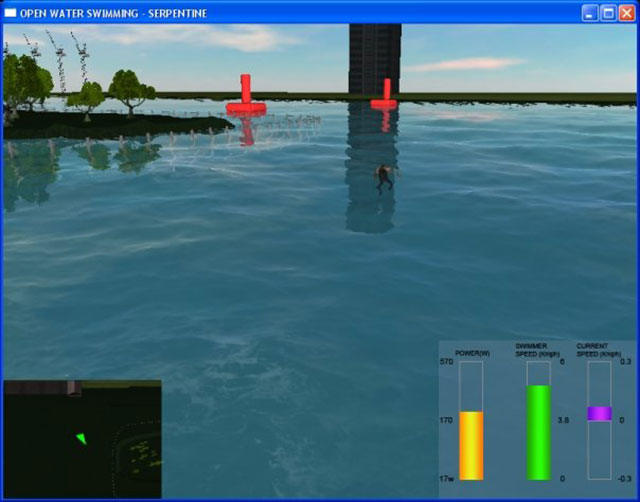 OPEN WATER SWIMMING - SERPENTINE
POWER(W)
570
170
17w
SWIMMER
SPEED (Kmph)
6
3.8
0
CURRENT
SPEED (Kmph)
0.3
0
-0.3